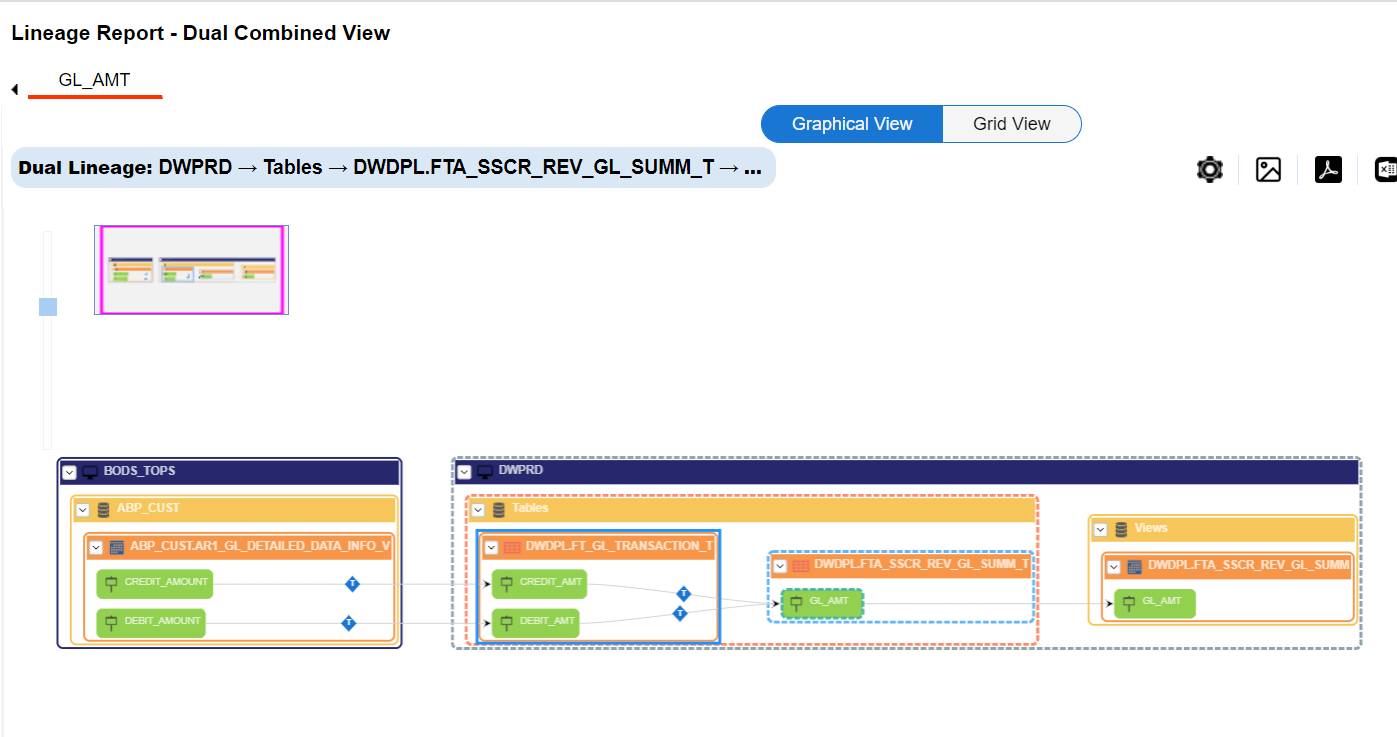 Lineage Report - Dual Combined View
GL_AMT
Graphical View
Grid View
Dual Lineage: DWPRD → Tables → DWDPL.FTA_SSCR_REV_GL_SUMM_T → ...
BODS_TOPS
DWPRD
ABP_CUST
Tables
Views
ABP_CUST.AR1_GL_DETAILED_DATA_INFO_V
DWDPL.FT_GL_TRANSACTION_T
DWDPL.FTA_SSCR_REV_GL_SUMM_T
DWDPL.FTA_SSCR_REV_GL_SUMM
CREDIT_AMOUNT
T
CREDIT_AMT
T
GL_AMT
GL_AMT
DEBIT_AMOUNT
T
DEBIT_AMT
T